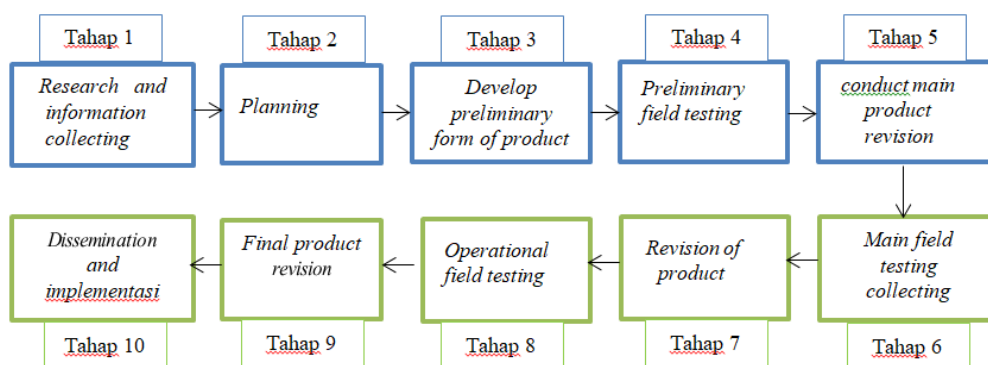 Tahap 1
Tahap 2
Tahap 3
Tahap 4
Tahap 5
Research and
information
collecting
Planning
Develop
preliminary
form of product
Preliminary
field testing
conduct main
product
revision
Main field
testing
collecting
Tahap 6
Revision of
product
Tahap 7
Operational
field testing
Tahap 8
Final product
revision
Tahap 9
Dissemination
and
implementasi
Tahap 10